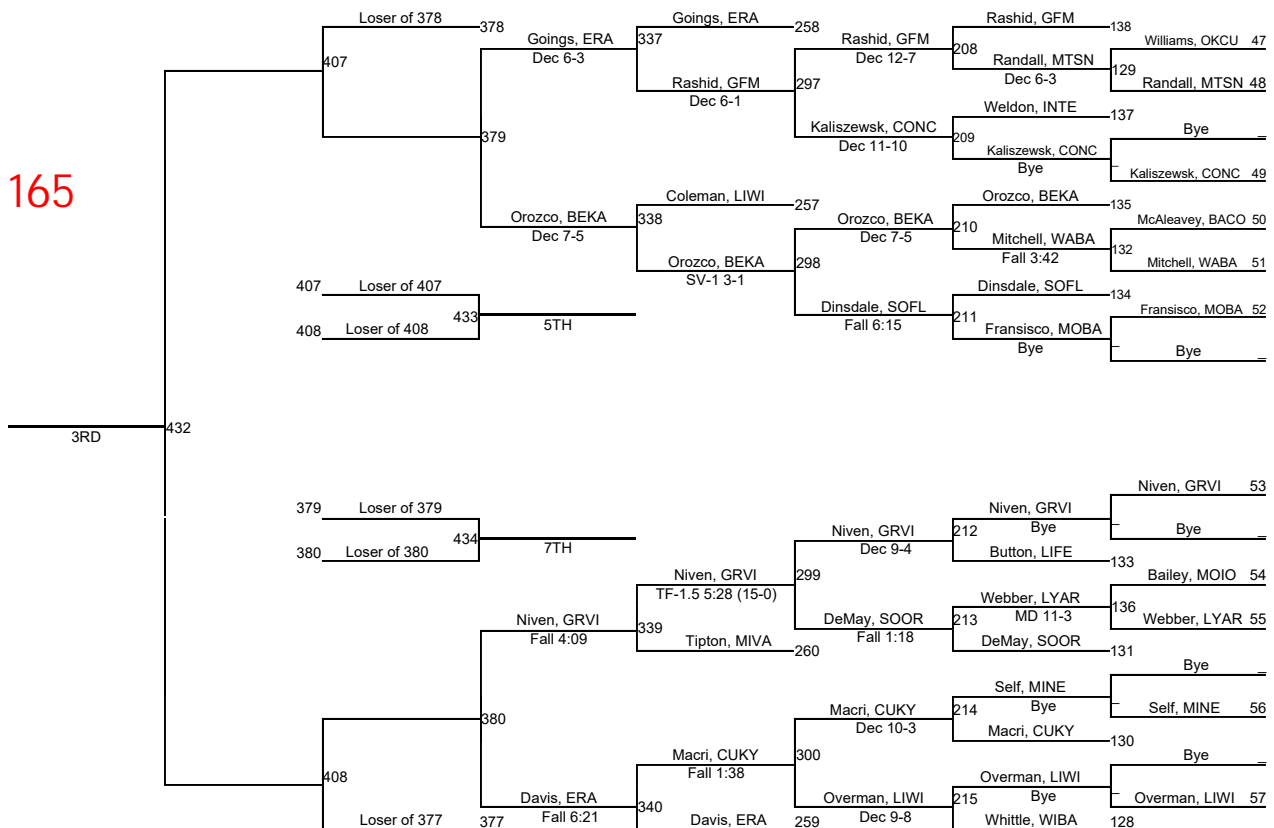 Loser of 378
378
Goings, ERA
258
Rashid, GFM
138
Goings, ERA
337
Dec 6-3
Rashid, GFM
Dec 12-7
208
Williams, OKCU 47
Randall, MTSN
Dec 6-3
129
Randall, MTSN 48
407
Rashid, GFM
Dec 6-1
297
Weldon, INTE
137
Bye _
Kaliszewsk, CONC
Dec 11-10
209
Kaliszewsk, CONC
Bye
_
Kaliszewsk, CONC 49
379
165
Coleman, LIWI
257
Orozco, BEKA
135
Orozco, BEKA
Dec 7-5
338
Orozco, BEKA
Dec 7-5
210
McAleavey, BACO 50
Mitchell, WABA
Fall 3:42
132
Mitchell, WABA 51
Orozco, BEKA
SV-1 3-1
298
407
Loser of 407
Dinsdale, SOFL
134
433
5TH
Dinsdale, SOFL
Fall 6:15
211
Fransisco, MOBA 52
408
Loser of 408
Fransisco, MOBA
Bye
_
Bye _
3RD
432
Niven, GRVI 53
379
Loser of 379
Niven, GRVI
Bye
_
434
7TH
Niven, GRVI
Dec 9-4
212
Bye _
380
Loser of 380
Button, LIFE
133
Niven, GRVI
TF-1.5 5:28 (15-0)
299
Bailey, MOIO 54
Webber, LYAR
MD 11-3
136
Niven, GRVI
Fall 4:09
339
DeMay, SOOR
Fall 1:18
213
Webber, LYAR 55
Tipton, MIVA
260
DeMay, SOOR
131
Bye _
380
Self, MINE
Bye
_
Macri, CUKY
Dec 10-3
214
Self, MINE 56
Macri, CUKY
130
408
Macri, CUKY
Fall 1:38
300
Bye _
Overman, LIWI
Bye
_
Davis, ERA
Fall 6:21
340
Overman, LIWI
Dec 9-8
215
Overman, LIWI 57
Loser of 377
377
Davis, ERA
259
Whittle, WIBA
128